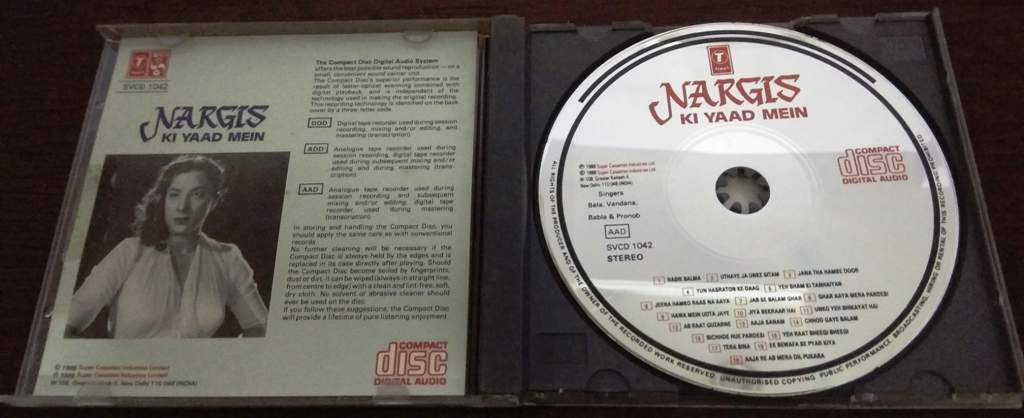 T
SVCD 1042
NARGIS
KI YAAD MEIN
The Compact Disc Digital Audio System
offers the best possible sound reproduction — on a
small, convenient sound carrier unit.
The Compact Disc's superior performance is the
result of laser-optical scanning combined with
digital playback, and is independent of the
technology used in making the original recording.
This recording technology is identified on the back
cover by a three-letter code.
DDD Digital tape recorder used during session
recording, mixing and/or editing, and
mastering (transcription)
ADD Analogue tape recorder used during
session recording, digital tape recorder
used during subsequent mixing and/or
editing and during mastering (trans-
cription)
AAD Analogue tape recorder used during
session recording and subsequent
mixing and/or editing, digital tape
recorder used during mastering
(transcription)
In storing and handling the Compact Disc, you
should apply the same care as with conventional
records.
No further cleaning will be necessary if the
Compact Disc is always held by the edges and is
replaced in its case directly after playing. Should
the Compact Disc become soiled by fingerprints,
dust or dirt, it can be wiped (always in straight line,
from centre to edge) with a clean and lint-free, soft,
dry cloth. No solvent or abrasive cleaner should
ever be used on the disc.
If you follow these suggestions, the Compact Disc
will provide a lifetime of pure listening enjoyment.
COMPACT
disc
DIGITAL AUDIO
Super Cassettes Industries Limited
Super Cassettes Industries Limited
New Delhi 110 048 (INDIA)
T
NARGIS
KI YAAD MEIN
COMPACT
disc
DIGITAL AUDIO
℗ 1988 Super Cassettes Industries Ltd.
© 1988 Super Cassettes Industries Ltd.
New Delhi 110 048 (INDIA)
Singers
Bela, Vandana,
Babla & Pronob
AAD
SVCD 1042
STEREO
1 NADIR BALMA 2 UTHAYE JA UNKE SITAM 3 JANA THA HAMSE DOOR
4 YUN HASRATON KE DAAG 5 YEH SHAM KI TANHAIYAN
6 JEENA HAMKO RAAS NA AAYA 7 JAB SE BALAM GHAR 8 GHAR AAYA MERA PARDESI
9 HAWA MEIN UDTA JAYE 10 JIYA BEKRAAR HAI 11 UNKO YEH SHIKAYAT HAI
12 AB RAAT GUZARNE 13 AAJA SANAM 14 CHHOD GAYE BALAM
15 BICHHDE HUE PARDESI 16 YEH RAAT BHEEGI BHEEGI
17 TERA BINA 18 EE BEWAFA BE PYAR KIYA
19 AAJA RE AB MERA DIL PUKARA
ALL RIGHTS OF THE PRODUCER AND OF THE OWNER OF THE RECORDED WORK RESERVED. UNAUTHORISED COPYING, PUBLIC PERFORMANCE, BROADCASTING, HIRING OR RENTAL OF THIS RECORDING PROHIBITED